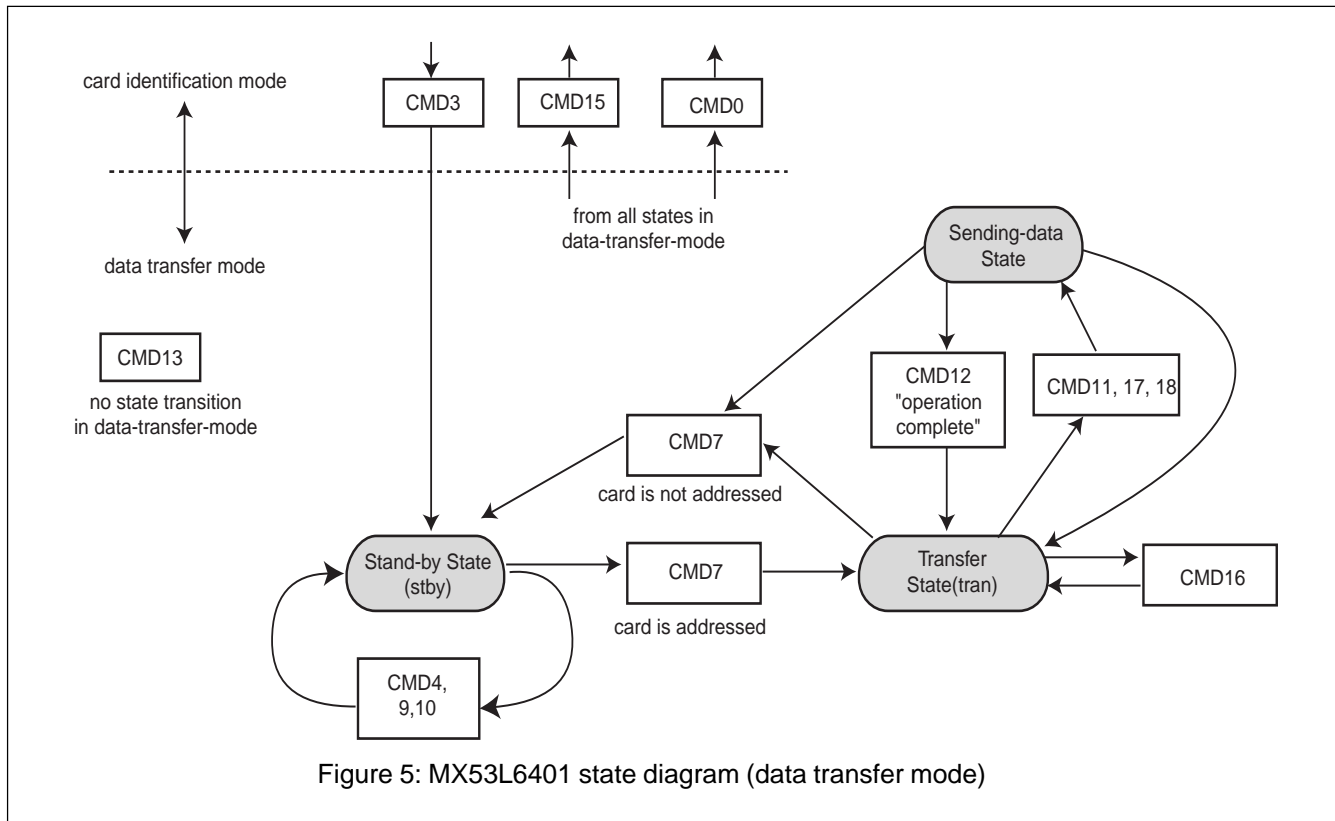 card identification mode
CMD3
CMD15
CMD0
from all states in
data-transfer-mode
data transfer mode
Sending-data
State
CMD13
no state transition
in data-transfer-mode
CMD12
"operation
complete"
CMD11, 17, 18
CMD7
card is not addressed
Stand-by State
(stby)
CMD7
card is addressed
Transfer
State(tran)
CMD16
CMD4,
9,10
Figure 5: MX53L6401 state diagram (data transfer mode)